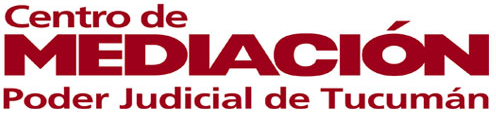 Centro de
MEDIACIÓN
Poder Judicial de Tucumán